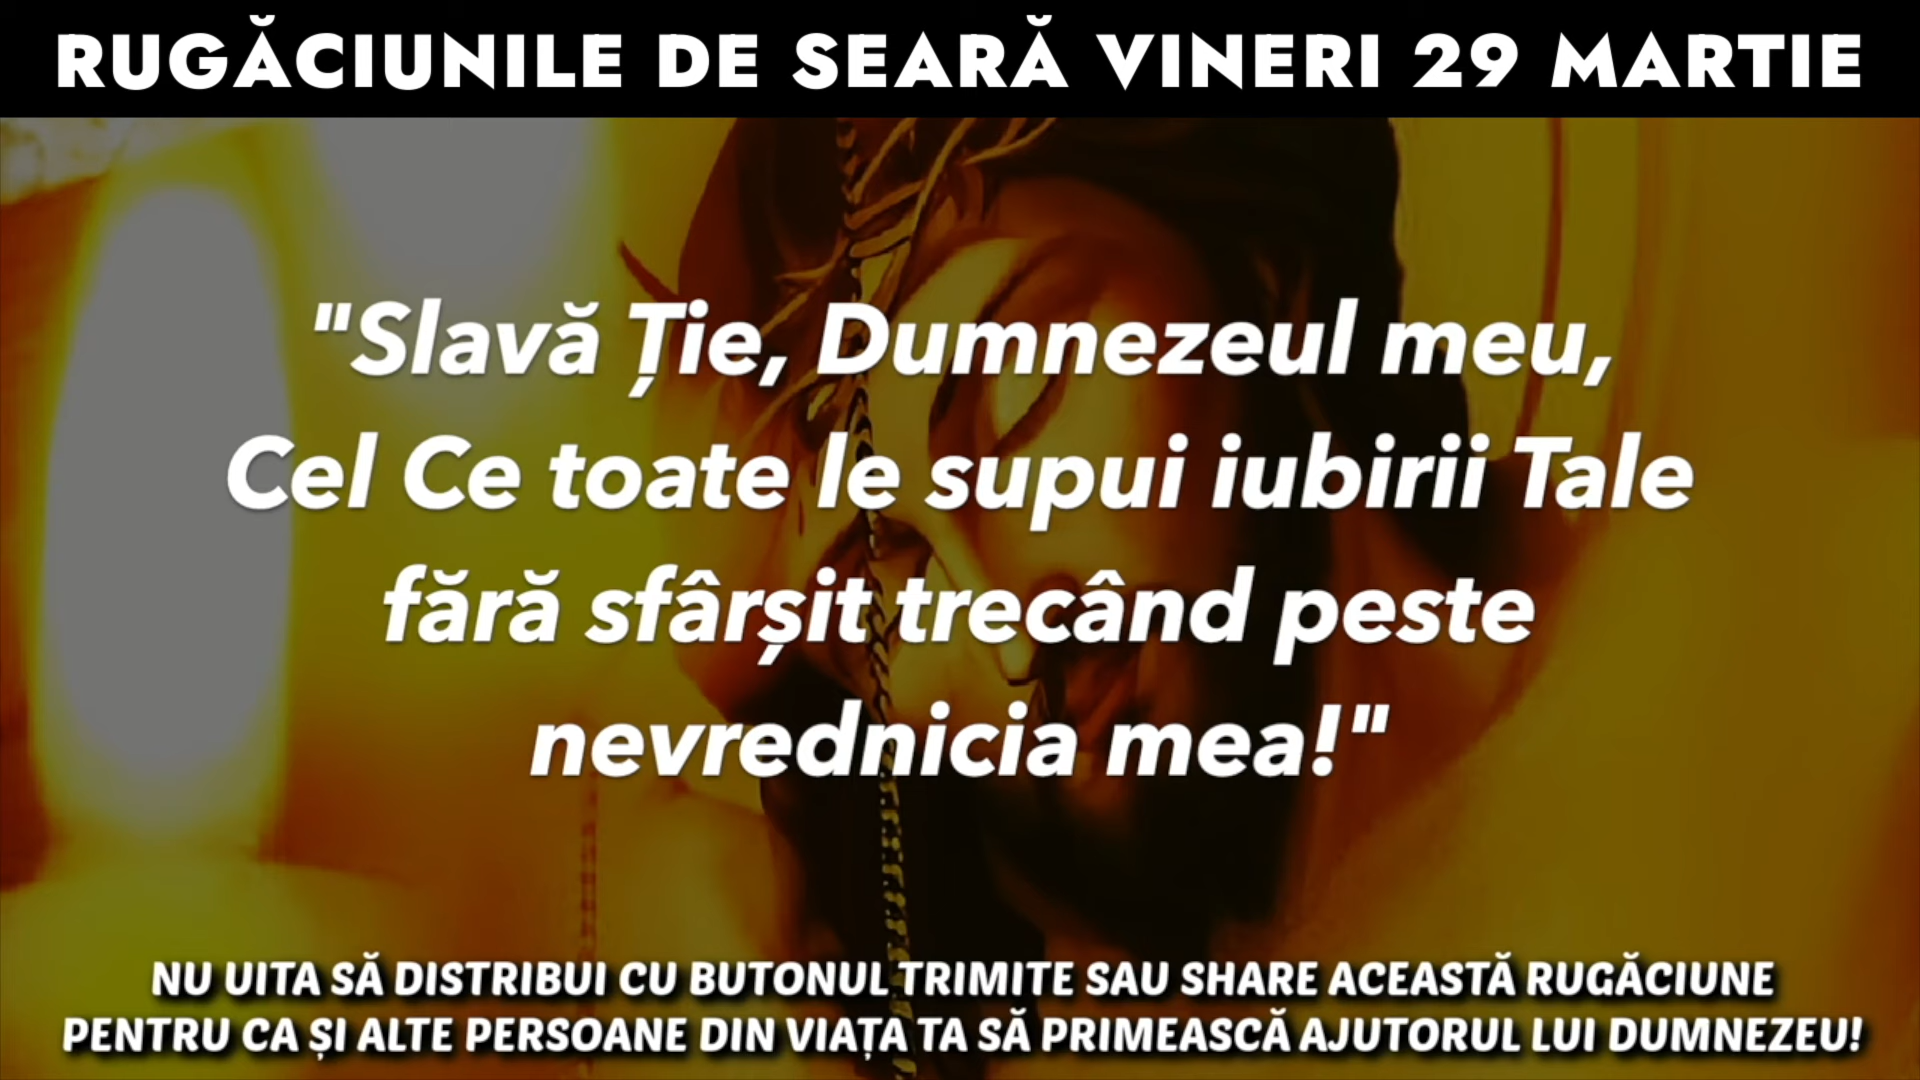 RUGĂCIUNILE DE SEARĂ VINERI 29 MARTIE
"Slavă Ție, Dumnezeul meu,
Cel Ce toate le supui iubirii Tale
fără sfârșit trecând peste
nevrednicia mea!"
NU UITA SĂ DISTRIBUI CU BUTONUL TRIMITE SAU SHARE ACEASTĂ RUGĂCIUNE
PENTRU CA ȘI ALTE PERSOANE DIN VIAȚA TA SĂ PRIMEASCĂ AJUTORUL LUI DUMNEZEU!